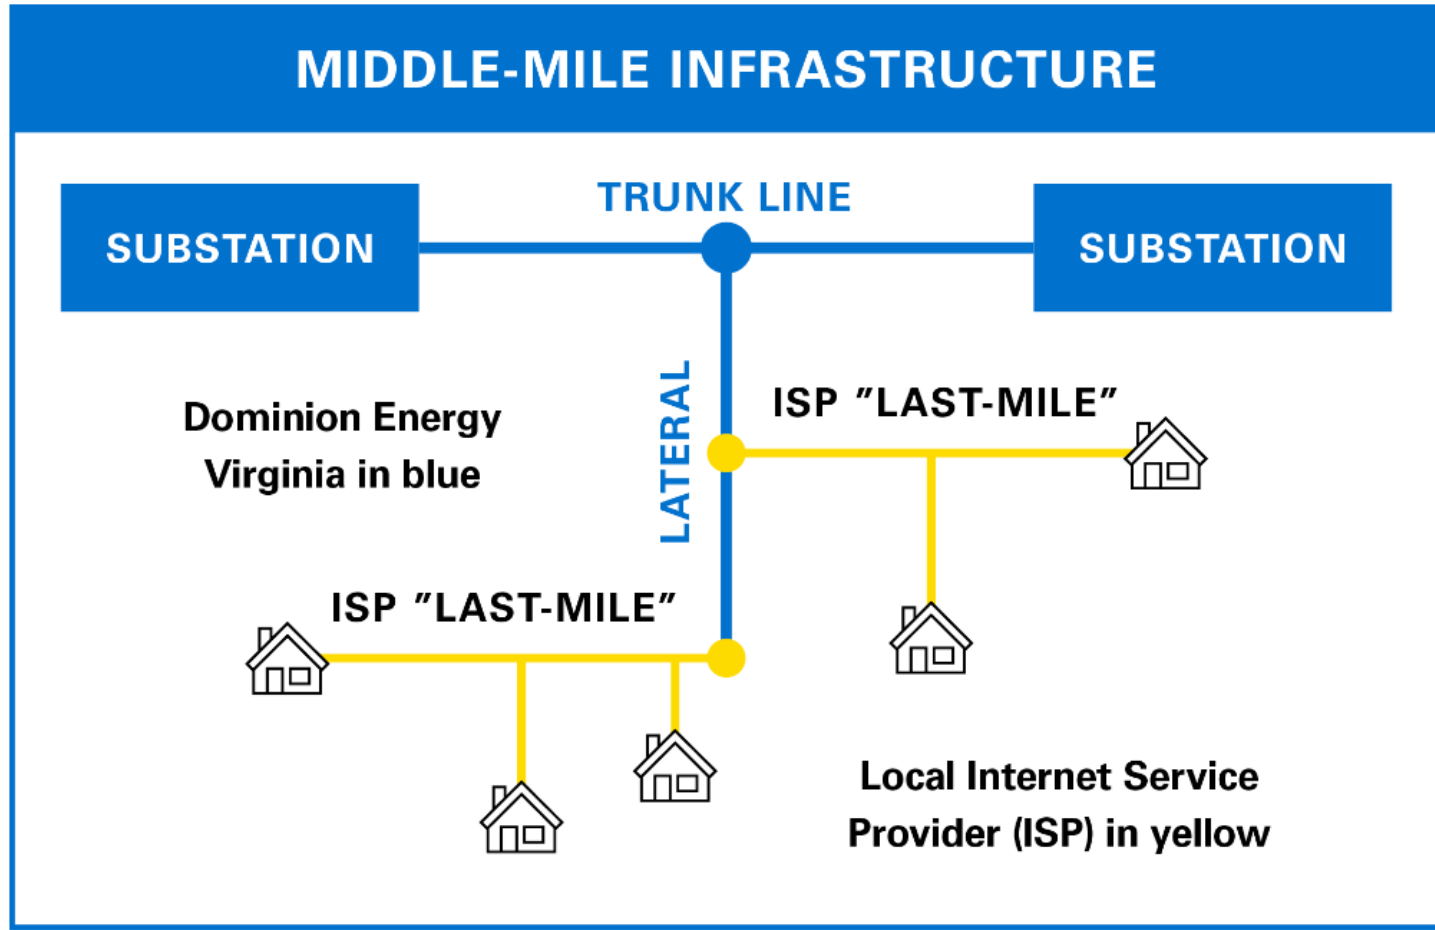 MIDDLE-MILE INFRASTRUCTURE
TRUNK LINE
SUBSTATION
SUBSTATION
LATERAL
ISP ”LAST-MILE”
Dominion Energy
Virginia in blue
ISP ”LAST-MILE”
Local Internet Service
Provider (ISP) in yellow